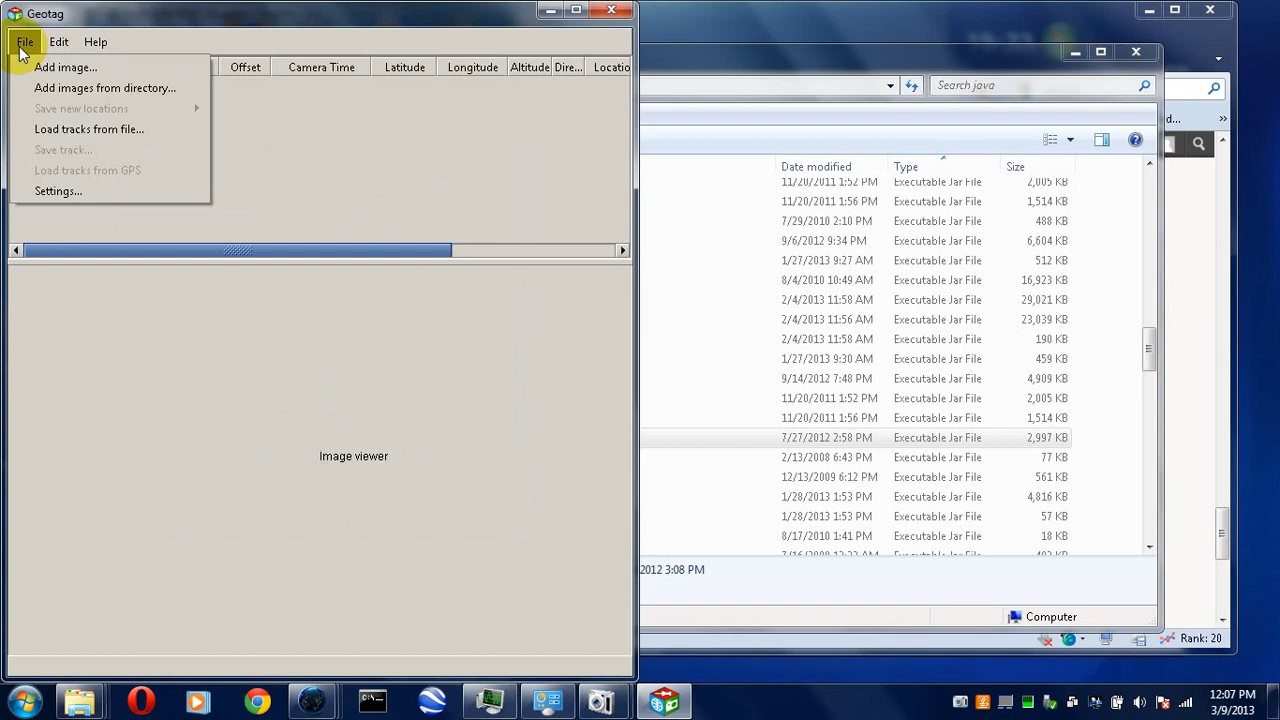 Geotag
File Edit Help
Offset Camera Time Latitude Longitude Altitude Dire... Locatio
Add image...
Add images from directory...
Save new locations
Load tracks from file...
Save track...
Load tracks from GPS
Settings...
Image viewer
Search java
d...
Date modified Type Size
11/20/2011 1:52 PM Executable Jar File 2,005 KB
11/20/2011 1:56 PM Executable Jar File 1,514 KB
7/29/2010 2:10 PM Executable Jar File 488 KB
9/6/2012 9:34 PM Executable Jar File 6,604 KB
1/27/2013 9:27 AM Executable Jar File 512 KB
8/4/2010 10:49 AM Executable Jar File 16,923 KB
2/4/2013 11:58 AM Executable Jar File 29,021 KB
2/4/2013 11:56 AM Executable Jar File 23,039 KB
2/4/2013 11:58 AM Executable Jar File 190 KB
1/27/2013 9:30 AM Executable Jar File 459 KB
9/14/2012 7:48 PM Executable Jar File 4,909 KB
11/20/2011 1:52 PM Executable Jar File 2,005 KB
11/20/2011 1:56 PM Executable Jar File 1,514 KB
7/27/2012 2:58 PM Executable Jar File 2,997 KB
2/13/2008 6:43 PM Executable Jar File 77 KB
12/13/2009 6:12 PM Executable Jar File 561 KB
1/28/2013 1:53 PM Executable Jar File 4,816 KB
1/28/2013 1:53 PM Executable Jar File 57 KB
8/17/2010 1:41 PM Executable Jar File 18 KB
Executable Jar File
2012 3:08 PM
Computer
Rank: 20
12:07 PM
3/9/2013